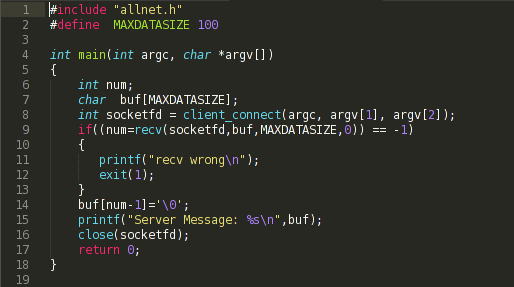 1 #include "allnet.h"
2 #define  MAXDATASIZE 100
3
4 int main(int argc, char *argv[])
5 {
6     int num;
7     char  buf[MAXDATASIZE];
8     int socketfd = client_connect(argc, argv[1], argv[2]);
9     if((num=recv(socketfd,buf,MAXDATASIZE,0)) == -1)
10     {
11        printf("recv wrong\n");
12        exit(1);
13     }
14     buf[num-1]='\0';
15     printf("Server Message: %s\n",buf);
16     close(socketfd);
17     return 0;
18 }
19